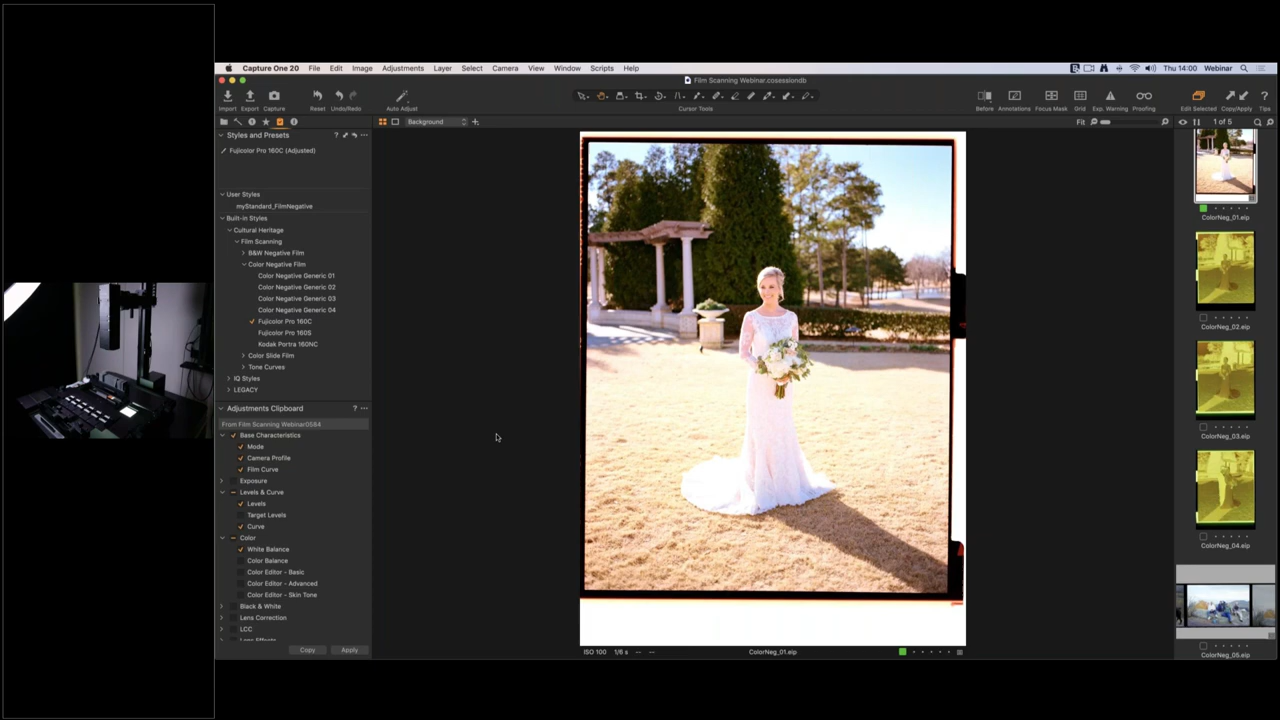 Capture One 20 File Edit Image Adjustments Layer Select Camera View Window Scripts Help Thu 14:00 Webinar
Film Scanning Webinar.cosessiondb
Import Export Capture Reset Undo/Redo Auto Adjust Cursor Tools Before Annotations Focus Mask Grid Exp. Warning Proofing Edit Selected Copy/Apply Tips
Background Fit 1 of 5
Styles and Presets
Fujicolor Pro 160C (Adjusted)
User Styles
myStandard_FilmNegative
Built-in Styles
Cultural Heritage
Film Scanning
B&W Negative Film
Color Negative Film
Color Negative Generic 01
Color Negative Generic 02
Color Negative Generic 03
Color Negative Generic 04
Fujicolor Pro 160C
Fujicolor Pro 160S
Kodak Portra 160NC
Color Slide Film
Tone Curves
IQ Styles
LEGACY
Adjustments Clipboard
From Film Scanning Webinar0584
Base Characteristics
Mode
Camera Profile
Film Curve
Exposure
Levels & Curve
Levels
Target Levels
Curve
Color
White Balance
Color Balance
Color Editor - Basic
Color Editor - Advanced
Color Editor - Skin Tone
Black & White
Lens Correction
LCC
Copy Apply
ISO 100 1/6 s -- -- ColorNeg_01.eip
ColorNeg_01.eip
ColorNeg_02.eip
ColorNeg_03.eip
ColorNeg_04.eip
ColorNeg_05.eip